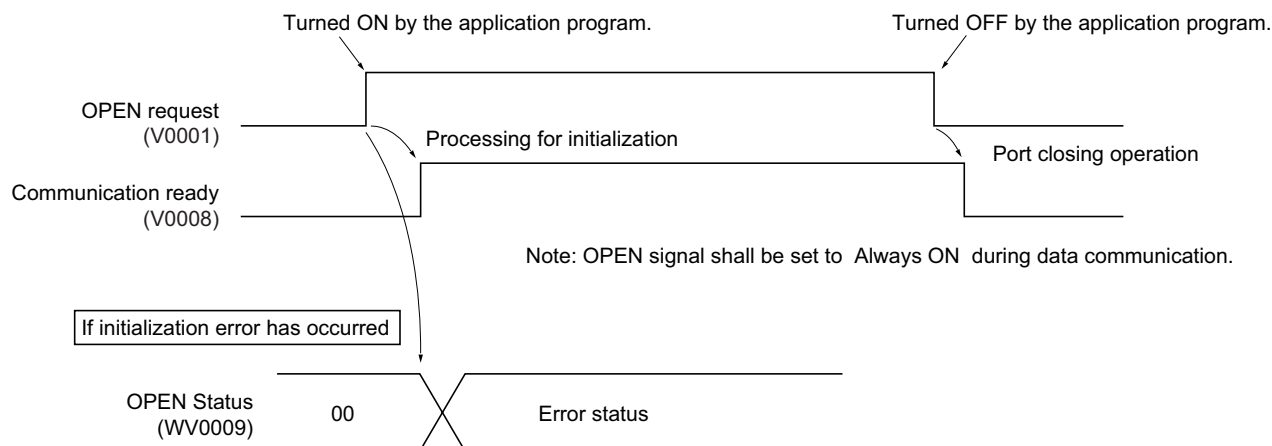 Turned ON by the application program.
Turned OFF by the application program.
OPEN request
(V0001)
Processing for initialization
Port closing operation
Communication ready
(V0008)
Note: OPEN signal shall be set to Always ON during data communication.
If initialization error has occurred
OPEN Status
(WV0009)
00
Error status